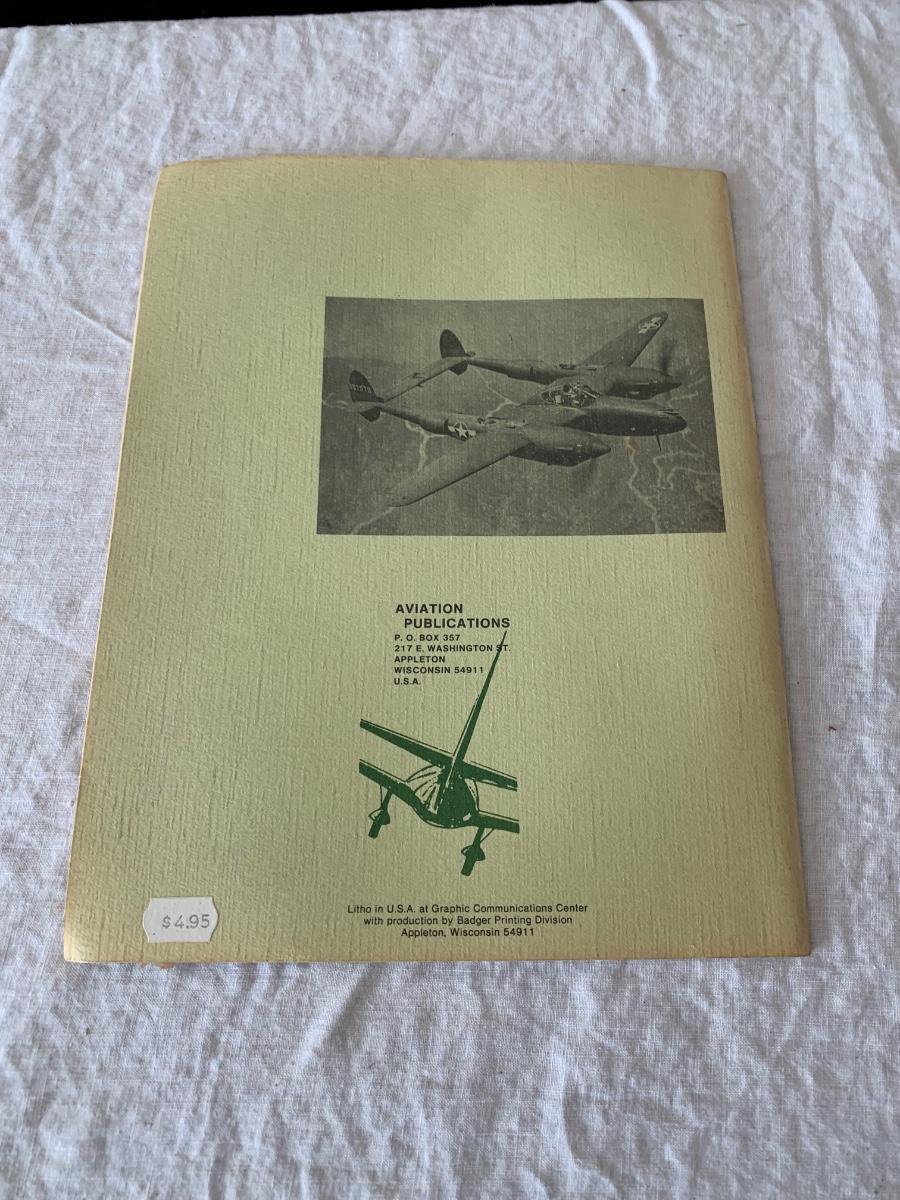 AVIATION
PUBLICATIONS
P. O. BOX 357
217 E. WASHINGTON ST.
APPLETON
WISCONSIN 54911
U.S.A.
$4.95
Litho in U.S.A. at Graphic Communications Center
with production by Badger Printing Division
Appleton, Wisconsin 54911